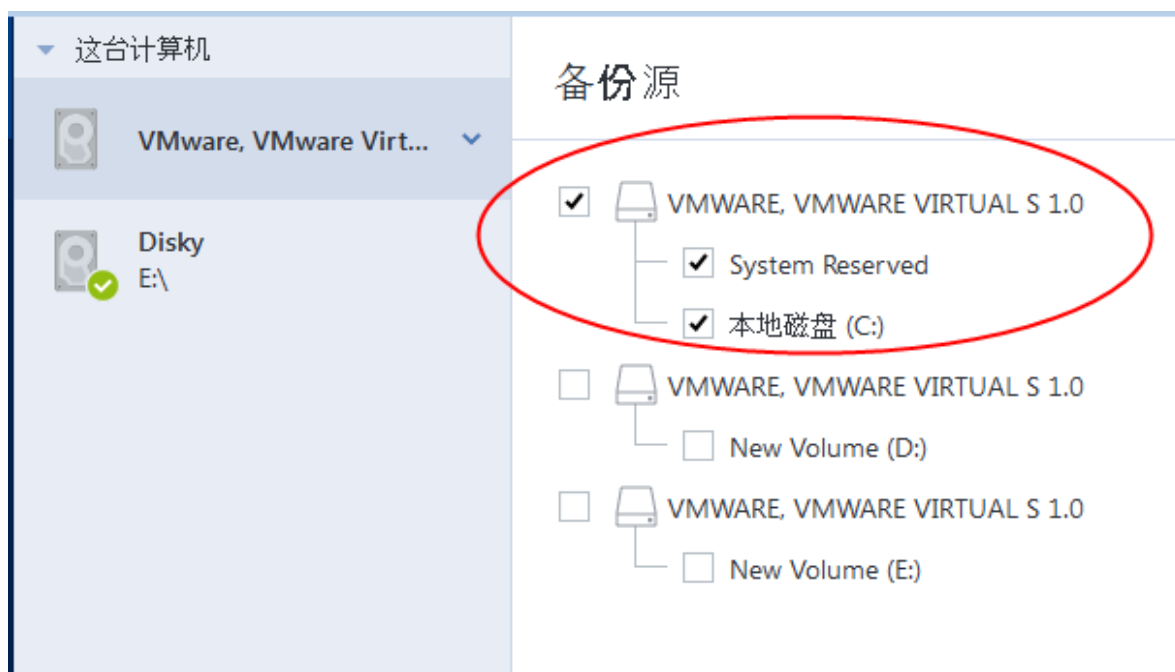 这台计算机
VMware, VMware Virt...
Disky
E:\
备份源
VMWARE, VMWARE VIRTUAL S 1.0
System Reserved
本地磁盘 (C:)
VMWARE, VMWARE VIRTUAL S 1.0
New Volume (D:)
VMWARE, VMWARE VIRTUAL S 1.0
New Volume (E:)